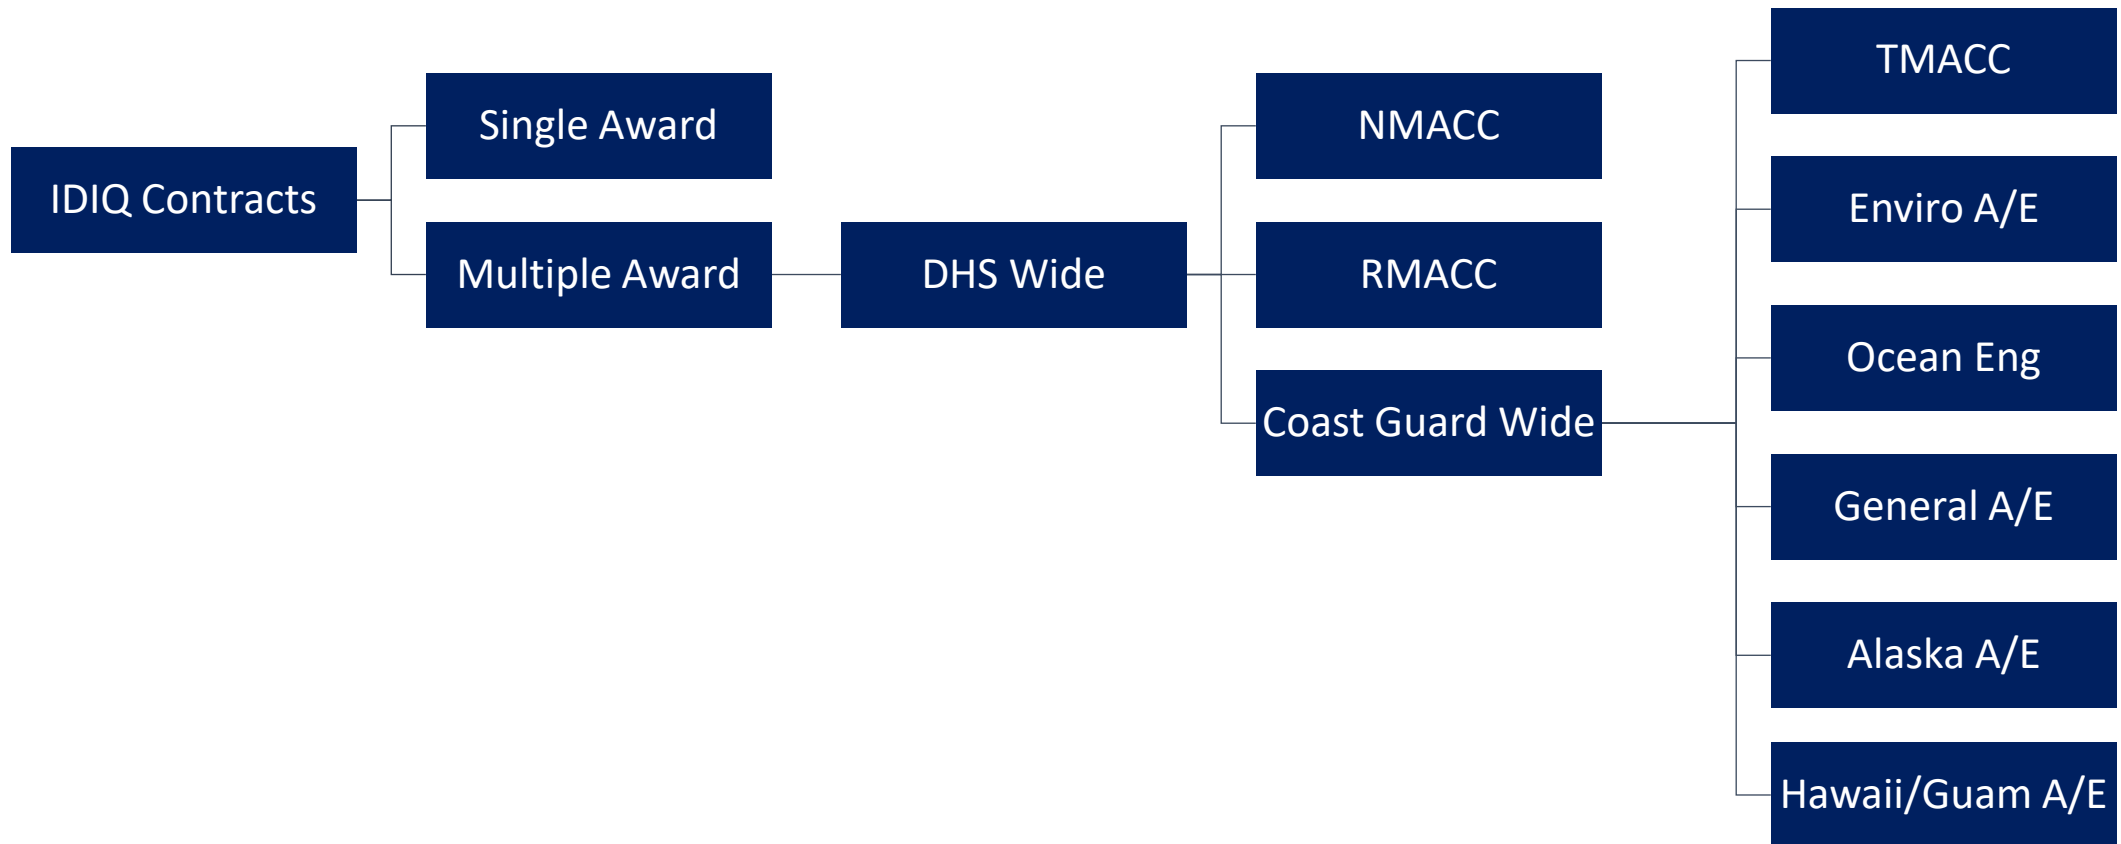 IDIQ Contracts
Single Award
Multiple Award
DHS Wide
NMACC
RMACC
Coast Guard Wide
TMACC
Enviro A/E
Ocean Eng
General A/E
Alaska A/E
Hawaii/Guam A/E